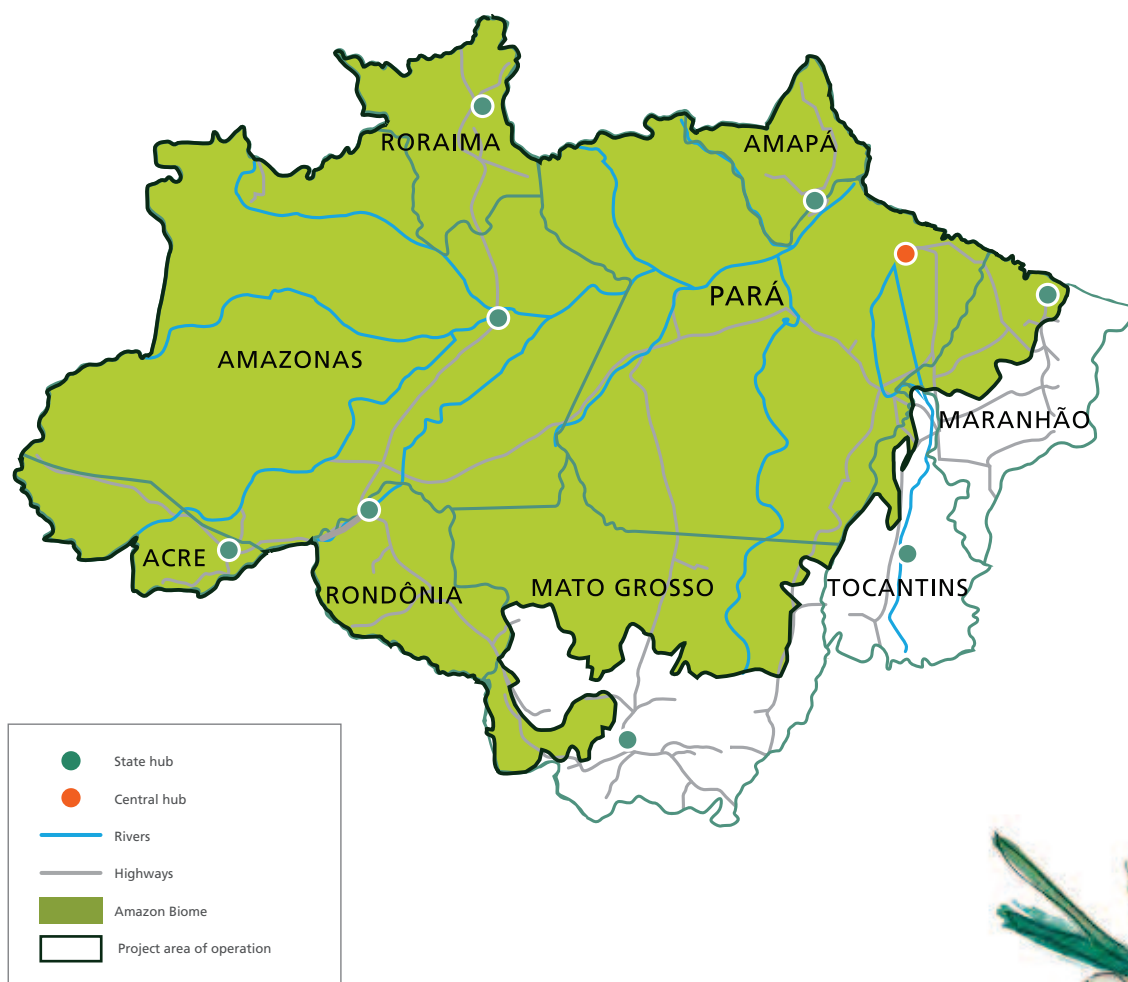 RORAIMA
AMAPÁ
PARÁ
AMAZONAS
MARANHÃO
ACRE
RONDÔNIA
MATO GROSSO
TOCANTINS
State hub
Central hub
Rivers
Highways
Amazon Biome
Project area of operation